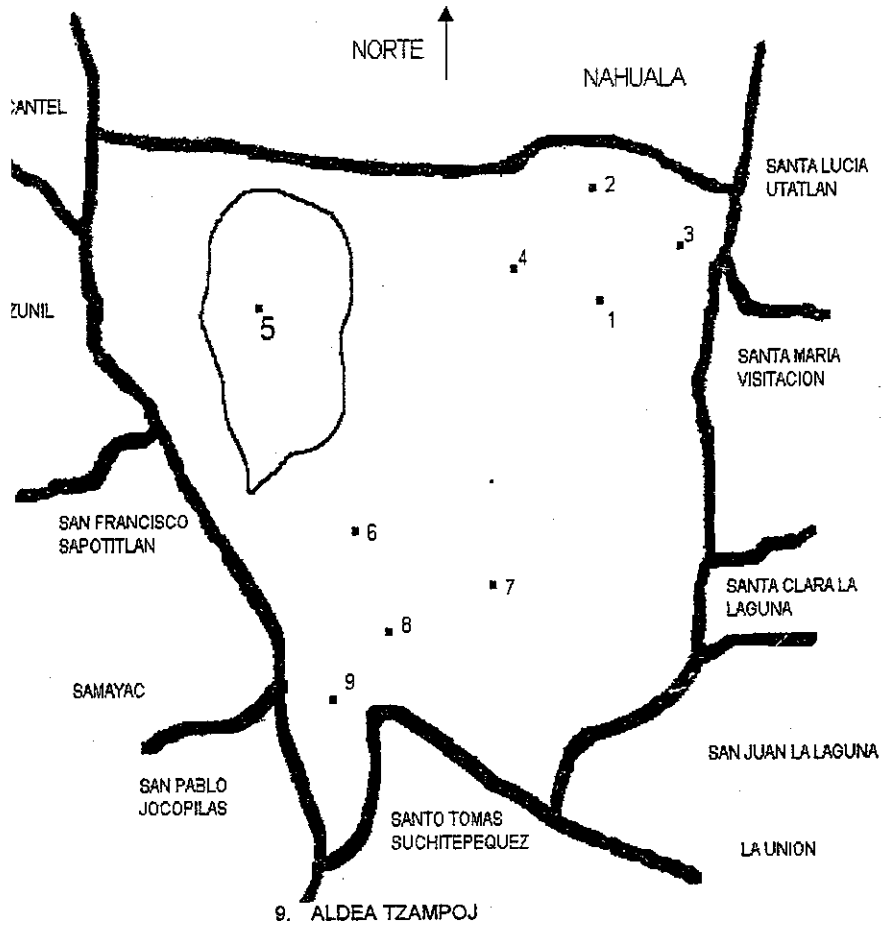 NORTE
NAHUALA
CANTEL
SANTA LUCIA
UTATLAN
2
3
4
1
ZUNIL
5
SANTA MARIA
VISITACION
SAN FRANCISCO
SAPOTITLAN
6
7
SANTA CLARA LA
LAGUNA
8
SAMAYAC
9
SAN JUAN LA LAGUNA
SAN PABLO
JOCOPILAS
SANTO TOMAS
SUCHITEPEQUEZ
LA UNION
9. ALDEA TZAMPOJ